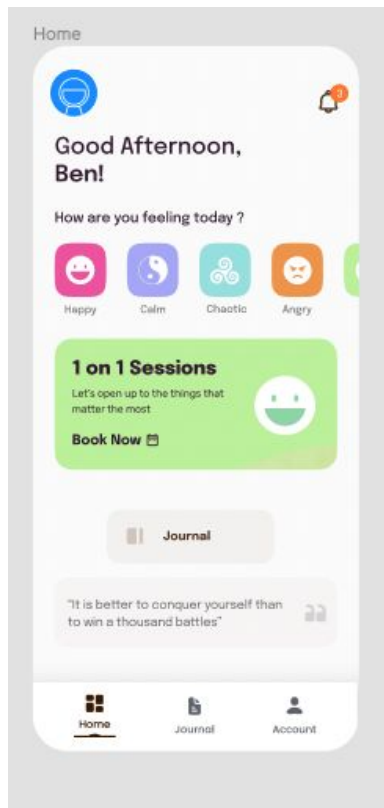 Home
3
Good Afternoon,
Ben!
How are you feeling today ?
Happy
Calm
Chaotic
Angry
1 on 1 Sessions
Let's open up to the things that
matter the most
Book Now
Journal
"It is better to conquer yourself than
to win a thousand battles"
Home
Journal
Account